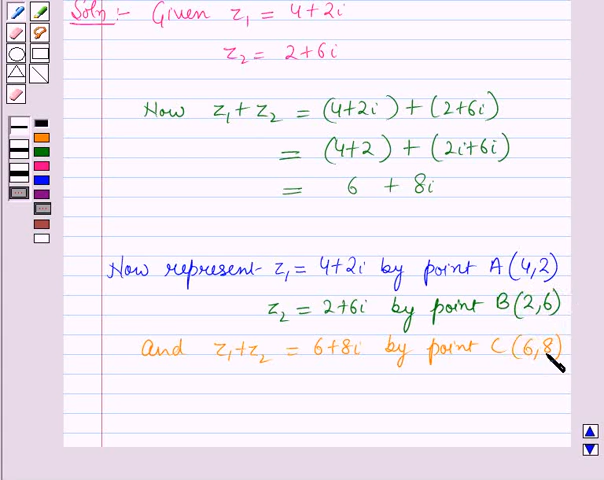 Soln:- Given z₁ = 4+2i
z₂ = 2+6i
Now z₁+z₂ = (4+2i) + (2+6i)
= (4+2) + (2i+6i)
= 6 + 8i
Now represent z₁ = 4+2i by point A(4,2)
z₂ = 2+6i by point B(2,6)
And z₁+z₂ = 6+8i by point C(6,8)